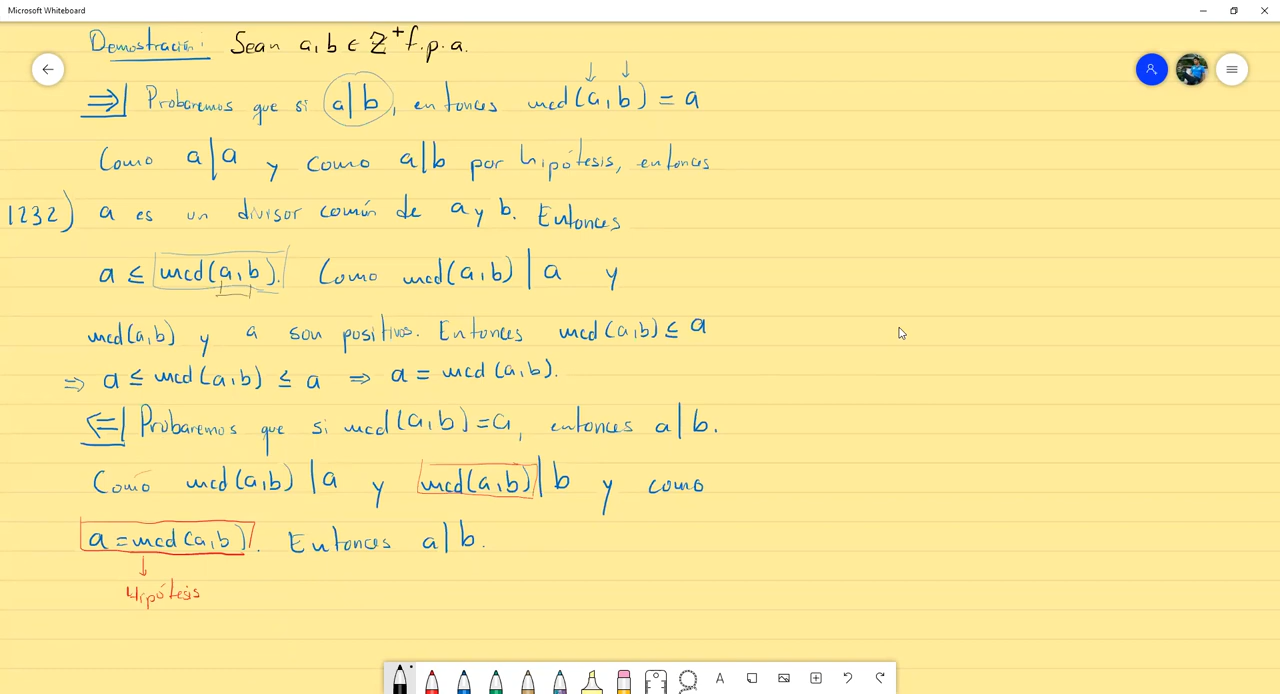 Microsoft Whiteboard
Demostración: Sean a,b ∈ Z⁺ f.p.a.
⇒| Probaremos que si a|b, entonces mcd(a,b) = a
Como a|a y como a|b por hipótesis, entonces
1232) a es un divisor común de a y b. Entonces
a ≤ mcd(a,b). Como mcd(a,b) | a y
mcd(a,b) y a son positivos. Entonces mcd(a,b) ≤ a
⇒ a ≤ mcd(a,b) ≤ a ⇒ a = mcd(a,b).
⇐| Probaremos que si mcd(a,b)=a, entonces a|b.
Como mcd(a,b) | a y mcd(a,b) | b y como
a = mcd(a,b). Entonces a|b.
Hipótesis